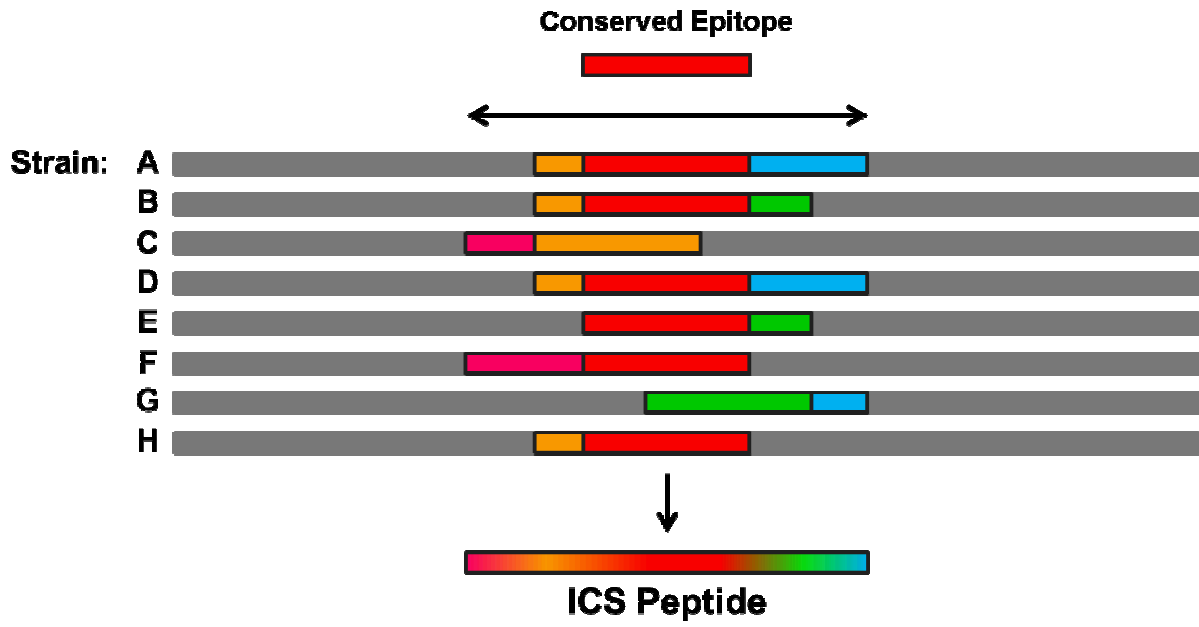 Conserved Epitope
Strain: A
B
C
D
E
F
G
H
ICS Peptide